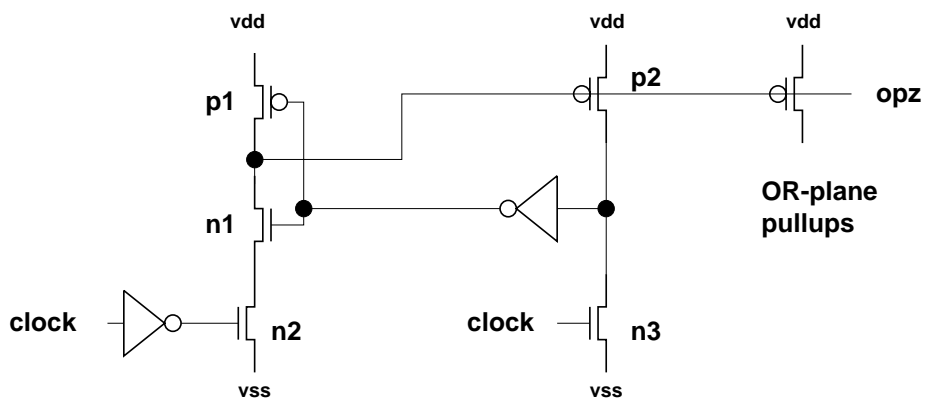 vdd vdd vdd
p1 p2 opz
OR-plane
pullups
n1
clock n2 clock n3
vss vss